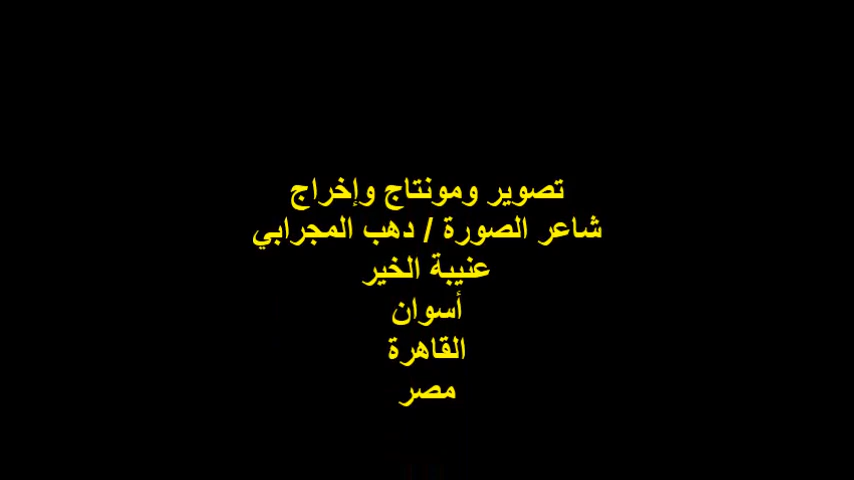 تصوير ومونتاج وإخراج
شاعر الصورة / دهب المجرابي
عنيبة الخير
أسوان
القاهرة
مصر